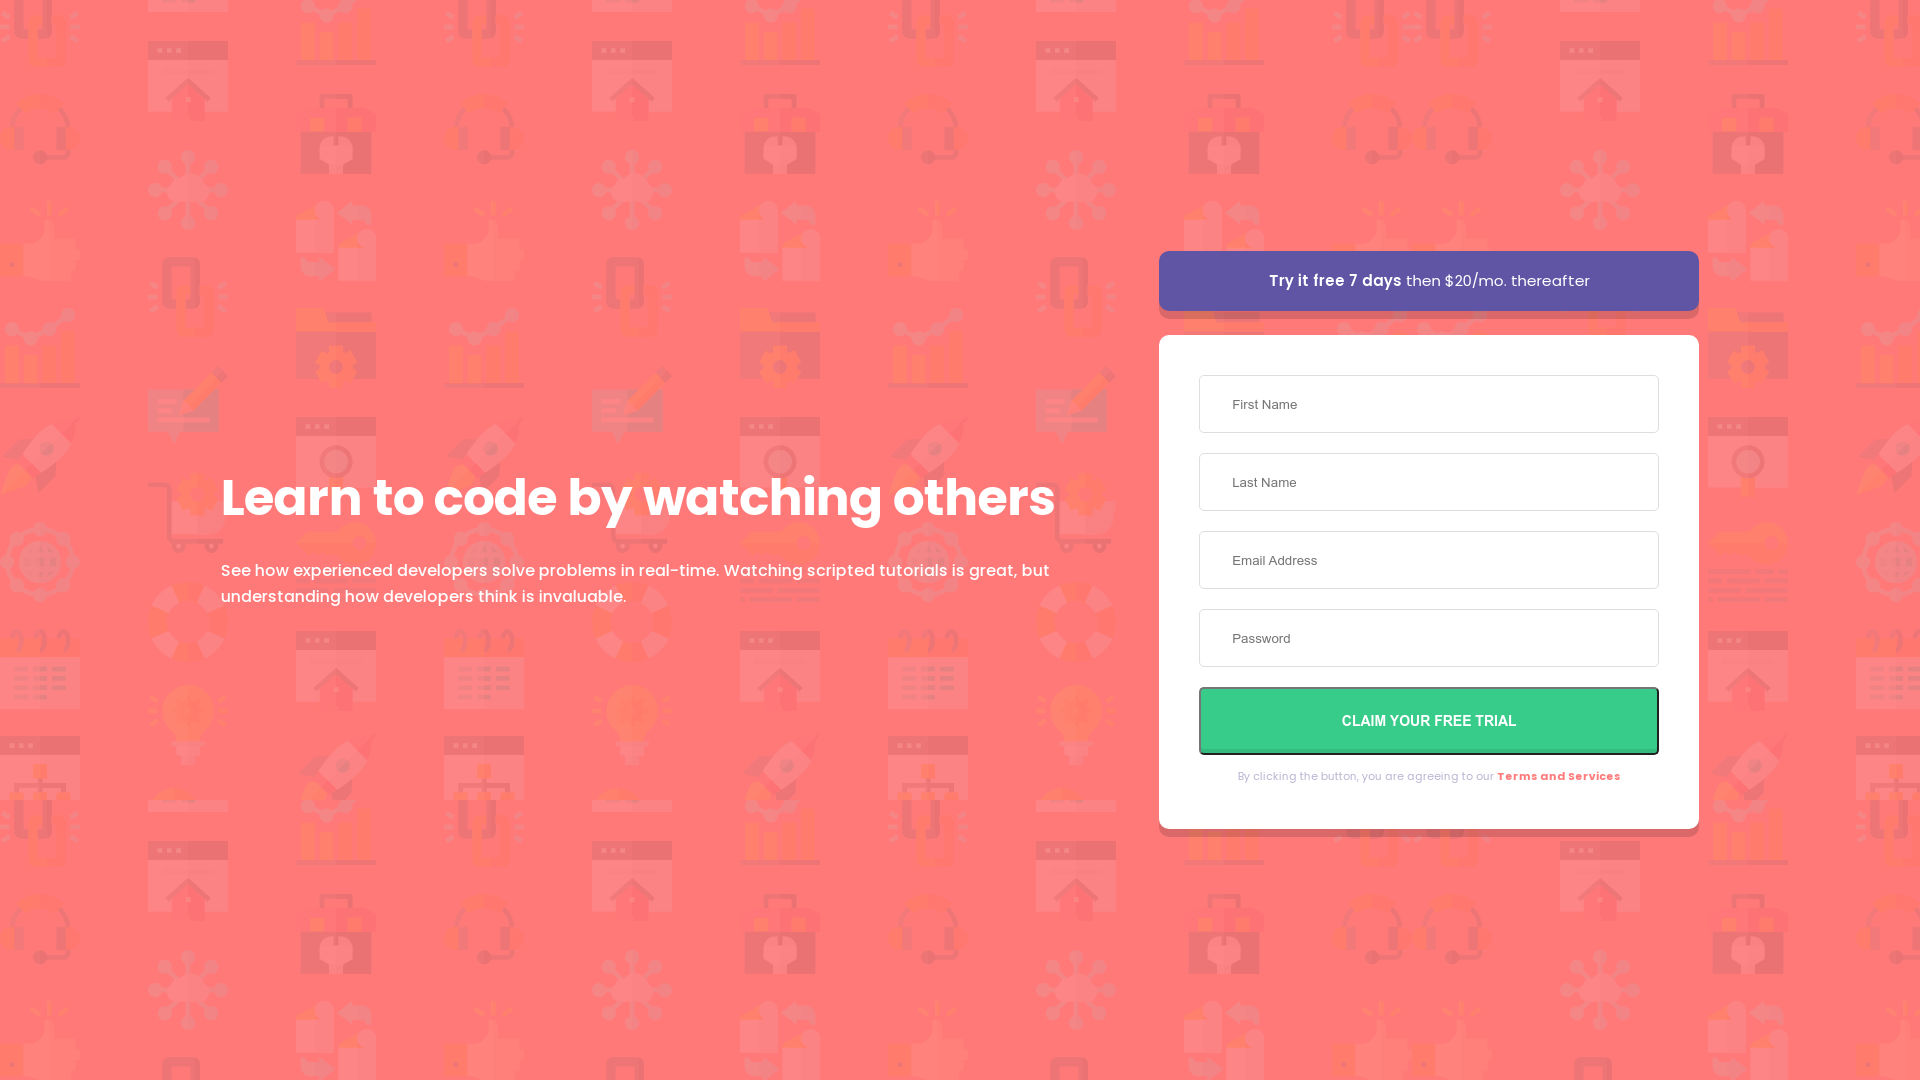 Learn to code by watching others
See how experienced developers solve problems in real-time. Watching scripted tutorials is great, but
understanding how developers think is invaluable.
Try it free 7 days then $20/mo. thereafter
First Name
Last Name
Email Address
Password
CLAIM YOUR FREE TRIAL
By clicking the button, you are agreeing to our Terms and Services